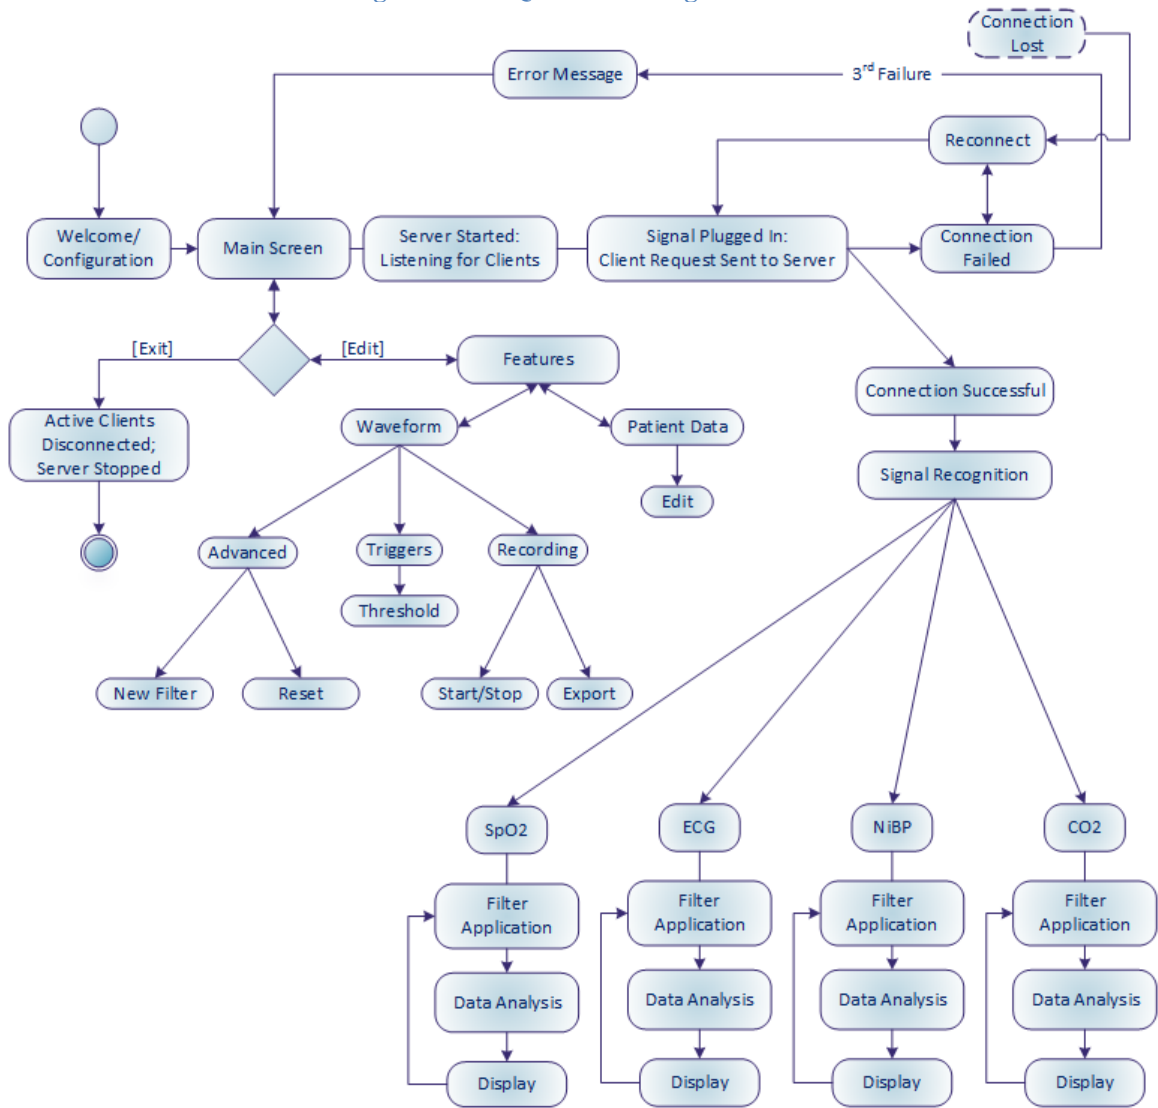 Connection
Lost
Error Message
3rd Failure
Reconnect
Welcome/
Configuration
Main Screen
Server Started:
Listening for Clients
Signal Plugged In:
Client Request Sent to Server
Connection
Failed
[Exit]
[Edit]
Features
Connection Successful
Active Clients
Disconnected;
Server Stopped
Waveform
Patient Data
Signal Recognition
Edit
Advanced
Triggers
Recording
Threshold
New Filter
Reset
Start/Stop
Export
SpO2
ECG
NiBP
CO2
Filter
Application
Filter
Application
Filter
Application
Filter
Application
Data Analysis
Data Analysis
Data Analysis
Data Analysis
Display
Display
Display
Display